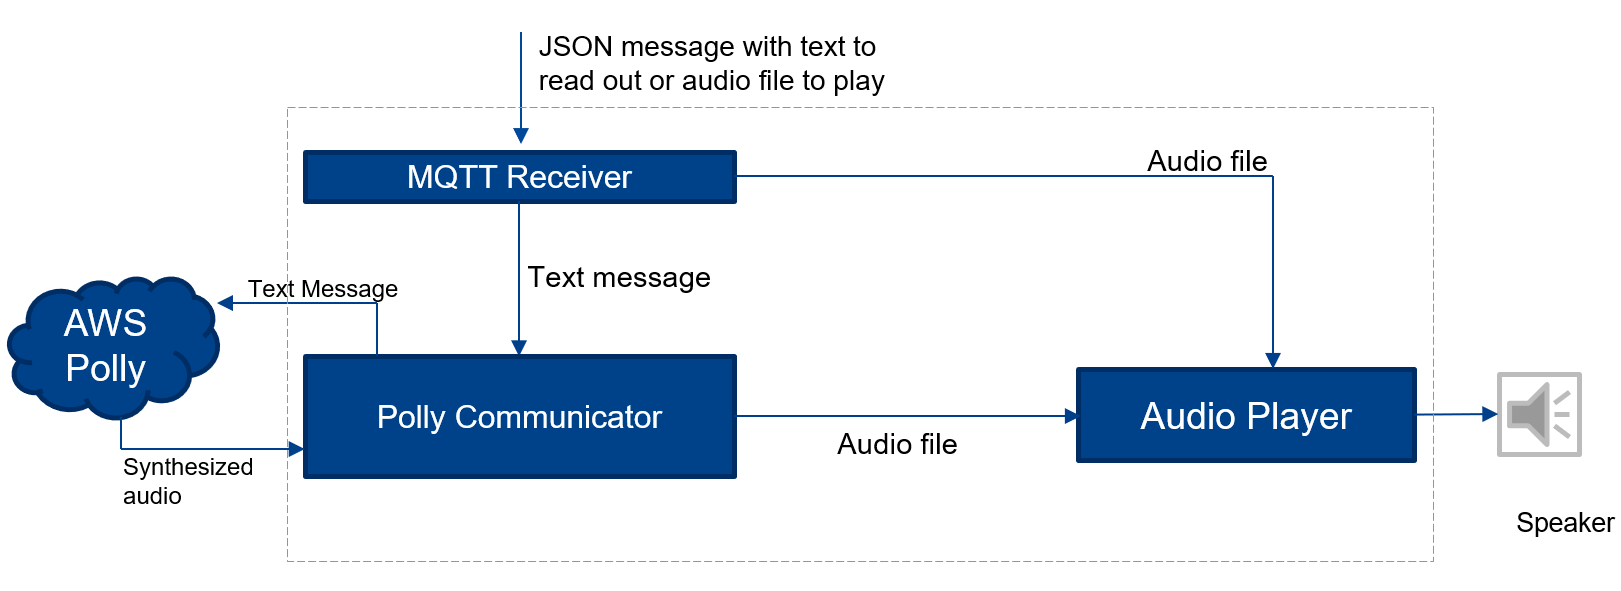 JSON message with text to
read out or audio file to play
MQTT Receiver
Audio file
Text message
Text Message
AWS
Polly
Polly Communicator
Audio file
Audio Player
Synthesized
audio
Speaker